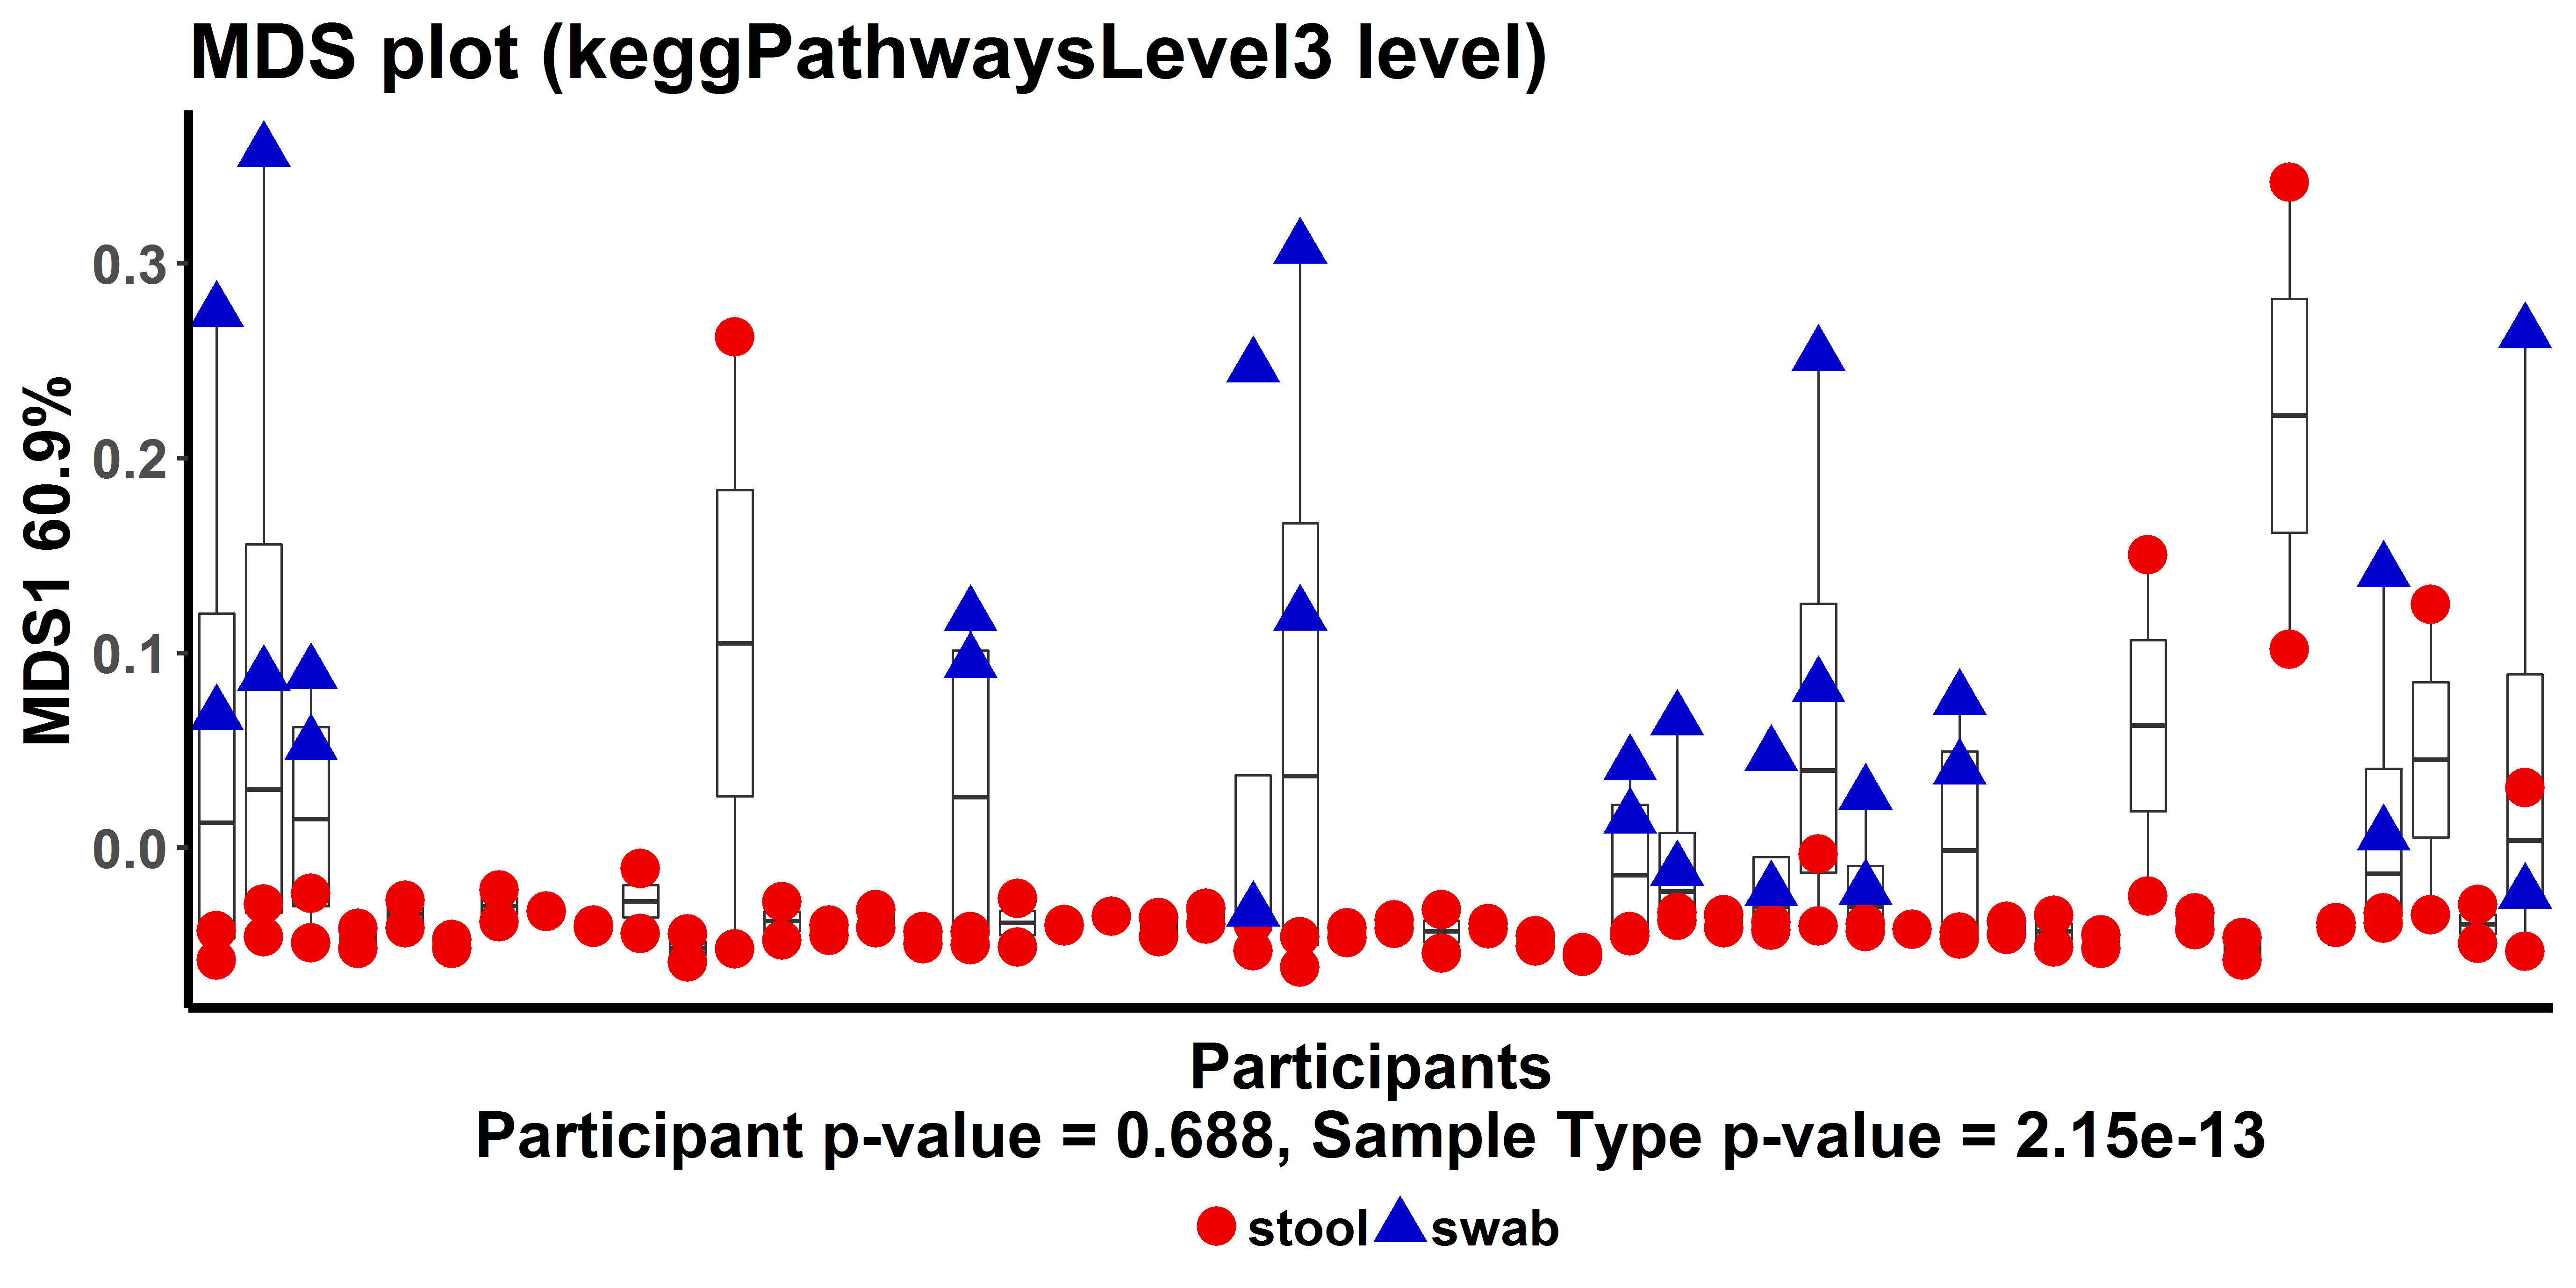 MDS plot (keggPathwaysLevel3 level)
MDS1 60.9%
0.3
0.2
0.1
0.0
Participants
Participant p-value = 0.688, Sample Type p-value = 2.15e-13
stool swab